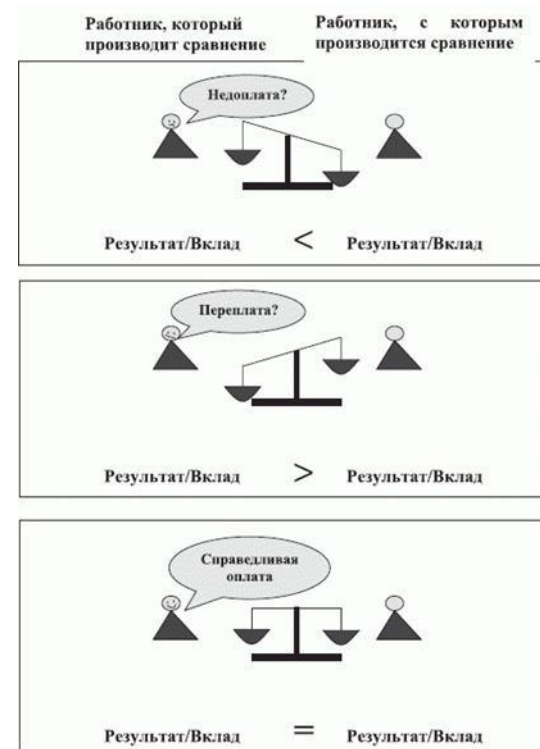 Работник, который
производит сравнение
Работник, с которым
производится сравнение
Недоплата?
Результат/Вклад < Результат/Вклад
Переплата?
Результат/Вклад > Результат/Вклад
Справедливая
оплата
Результат/Вклад = Результат/Вклад